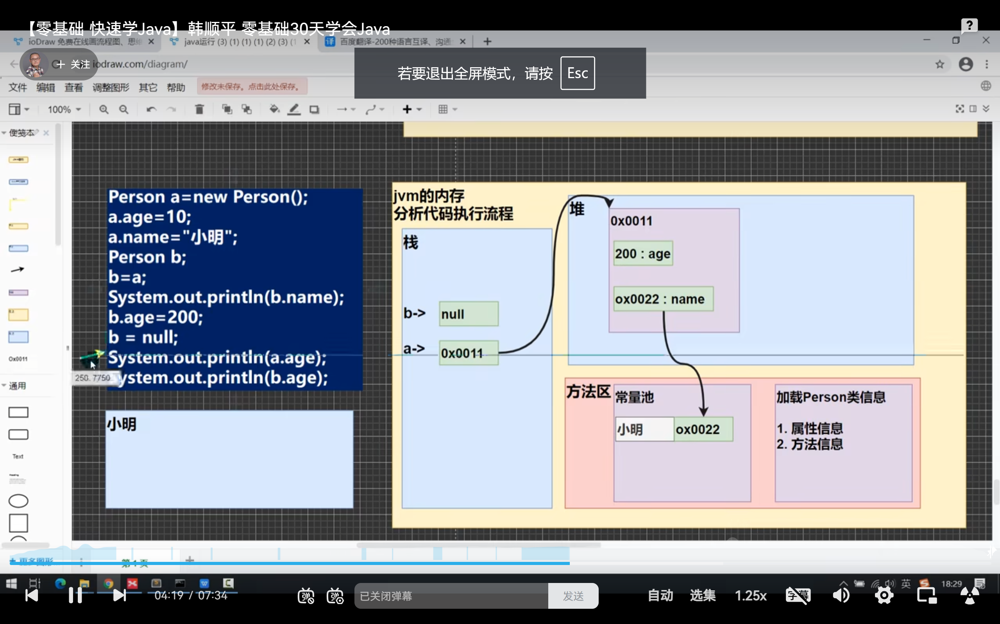 【零基础 快速学Java】韩顺平 零基础30天学会Java
?
ioDraw 免费在线画流程图、思维
java运行 (3) (1) (1) (1) (2) (3) (1
译 百度翻译-200种语言互译、沟通
+ 关注
iodraw.com/diagram/
若要退出全屏模式，请按 Esc
文件 编辑 查看 调整图形 其它 帮助
修改未保存。点击此处保存。
100%
便笺本
Person a=new Person();
a.age=10;
a.name="小明";
Person b;
b=a;
System.out.println(b.name);
b.age=200;
b = null;
System.out.println(a.age);
ystem.out.println(b.age);
250. 7750
小明
jvm的内存
分析代码执行流程
栈
b-> null
a-> 0x0011
堆
0x0011
200 : age
ox0022 : name
方法区
常量池
小明 ox0022
加载Person类信息
1. 属性信息
2. 方法信息
Ox0011
通用
Text
更多图形
第 1 页
英
18:29
04:19 / 07:34
弹
弹
已关闭弹幕
发送
自动
选集
1.25x
字幕